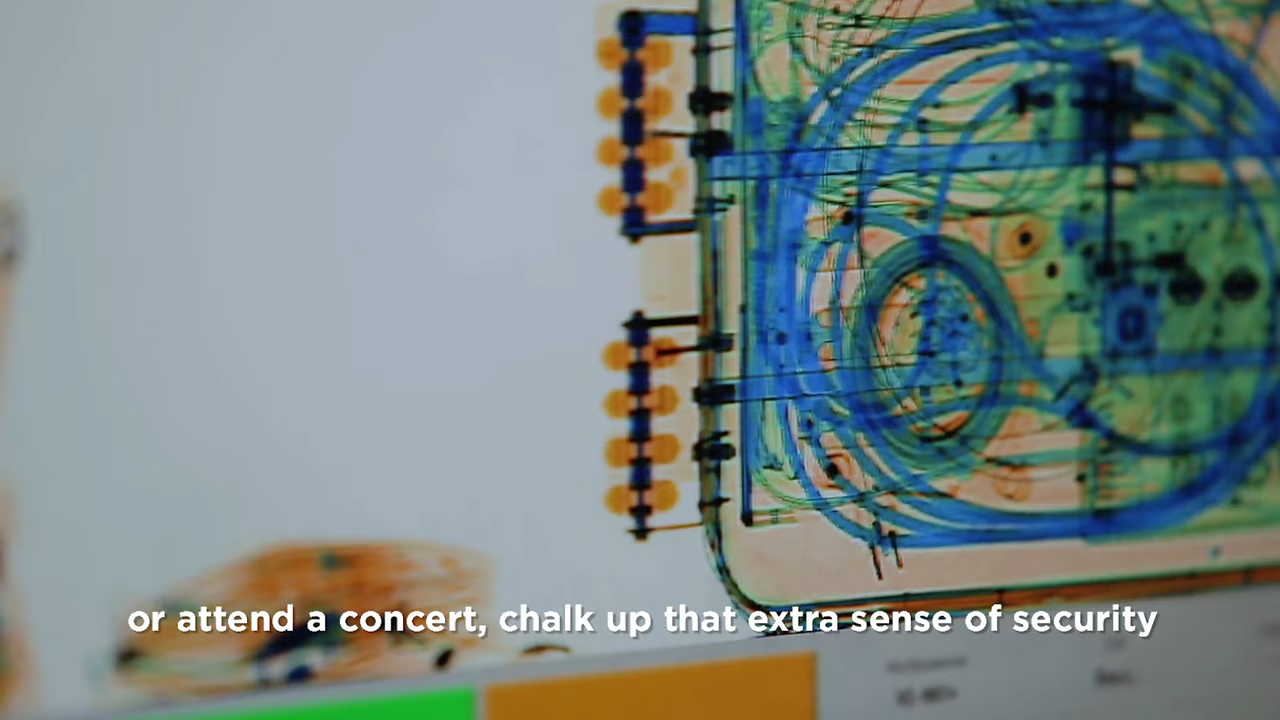 or attend a concert, chalk up that extra sense of security